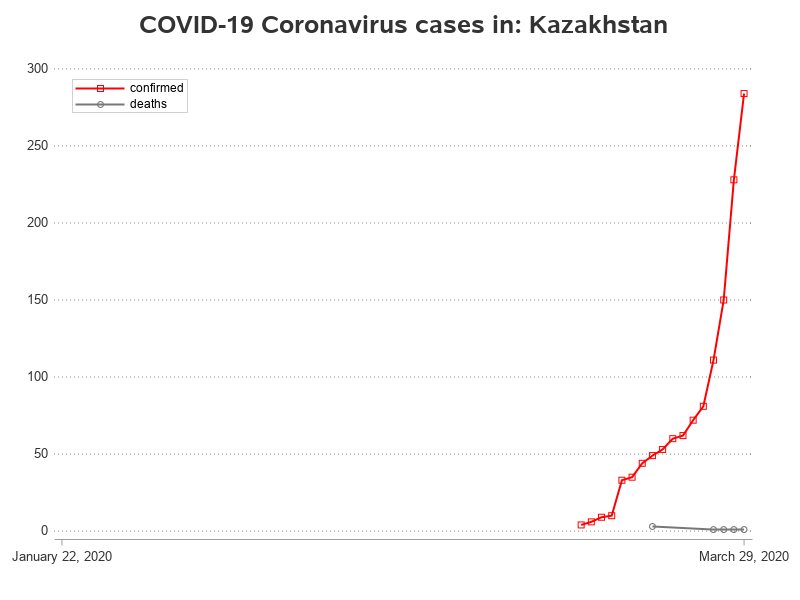 COVID-19 Coronavirus cases in: Kazakhstan
300
confirmed
deaths
250
200
150
100
50
0
January 22, 2020
March 29, 2020